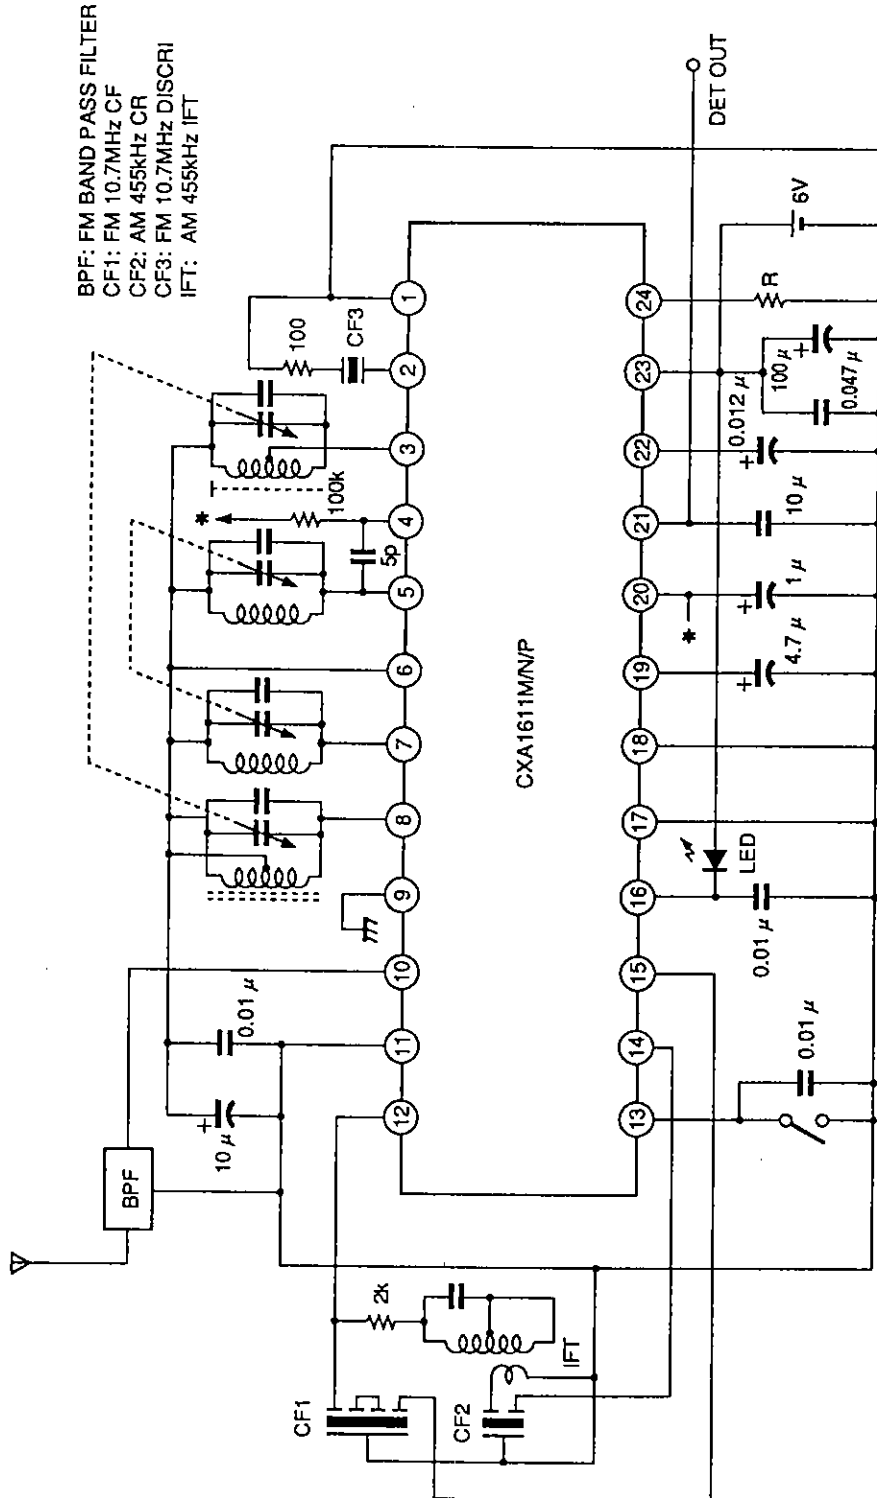 BPF: FM BAND PASS FILTER
CF1: FM 10.7MHz CF
CF2: AM 455kHz CR
CF3: FM 10.7MHz DISCRI
IFT: AM 455kHz IFT
BPF
10 μ
+
0.01 μ
*
100k
5p
100
CF3
12
11
10
9
8
7
6
5
4
3
2
1
CXA1611M/N/P
13
14
15
16
17
18
19
20
21
22
23
24
CF1
2k
IFT
CF2
0.01 μ
0.01 μ
LED
4.7 μ
+
*
1 μ
+
10 μ
0.012 μ
+
100 μ
+
0.047 μ
R
6V
DET OUT